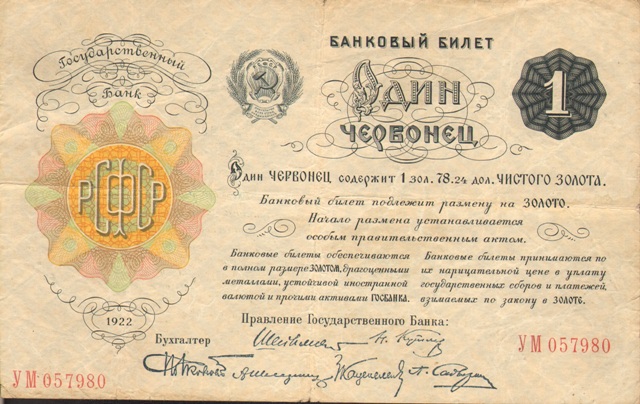 Государственный
Банк
БАНКОВЫЙ БИЛЕТ
ОДИН
ЧЕРВОНЕЦ
1
РСФСР
Один ЧЕРВОНЕЦ содержит 1 зол. 78.24 дол. ЧИСТОГО ЗОЛОТА.
Банковый билет подлежит размену на ЗОЛОТО.
Начало размена устанавливается
особым правительственным актом.
Банковые билеты обеспечиваются
в полном размере ЗОЛОТОМ, драгоценными
металлами, устойчивой иностранной
валютой и прочими активами ГОСБАНКА.
Банковые билеты принимаются по
их нарицательной цене в уплату
государственных сборов и платежей,
взимаемых по закону в ЗОЛОТЕ.
1922
Правление Государственного Банка:
Бухгалтер
УМ 057980
УМ 057980